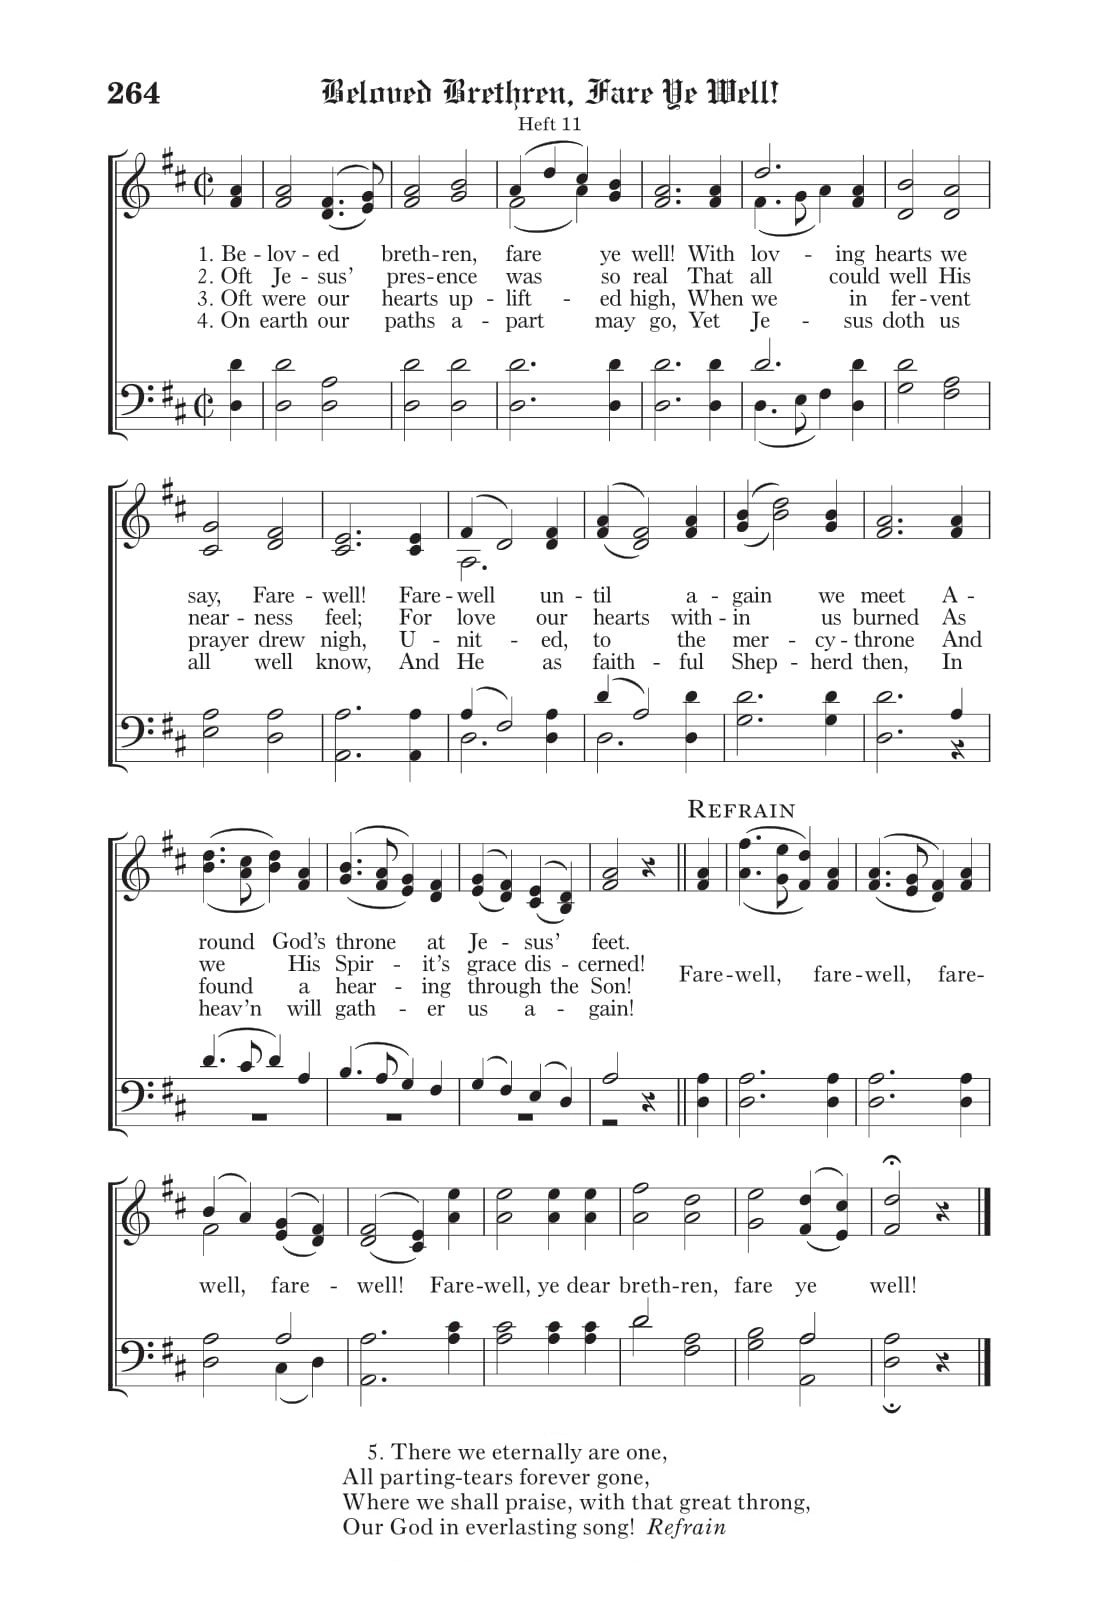 264 Beloved Brethren, Fare Ye Well!
Heft 11
1. Be - lov - ed breth - ren, fare ye well! With lov - ing hearts we
2. Oft Je - sus' pres - ence was so real That all could well His
3. Oft were our hearts up - lift - ed high, When we in fer - vent
4. On earth our paths a - part may go, Yet Je - sus doth us
say, Fare - well! Fare - well un - til a - gain we meet A -
near - ness feel; For love our hearts with - in us burned As
prayer drew nigh, U - nit - ed, to the mer - cy - throne And
all well know, And He as faith - ful Shep - herd then, In
REFRAIN
round God's throne at Je - sus' feet.
we His Spir - it's grace dis - cerned!
found a hear - ing through the Son!
heav'n will gath - er us a - gain!
Fare - well, fare - well, fare-
well, fare - well! Fare - well, ye dear breth - ren, fare ye well!
5. There we eternally are one,
All parting-tears forever gone,
Where we shall praise, with that great throng,
Our God in everlasting song! Refrain